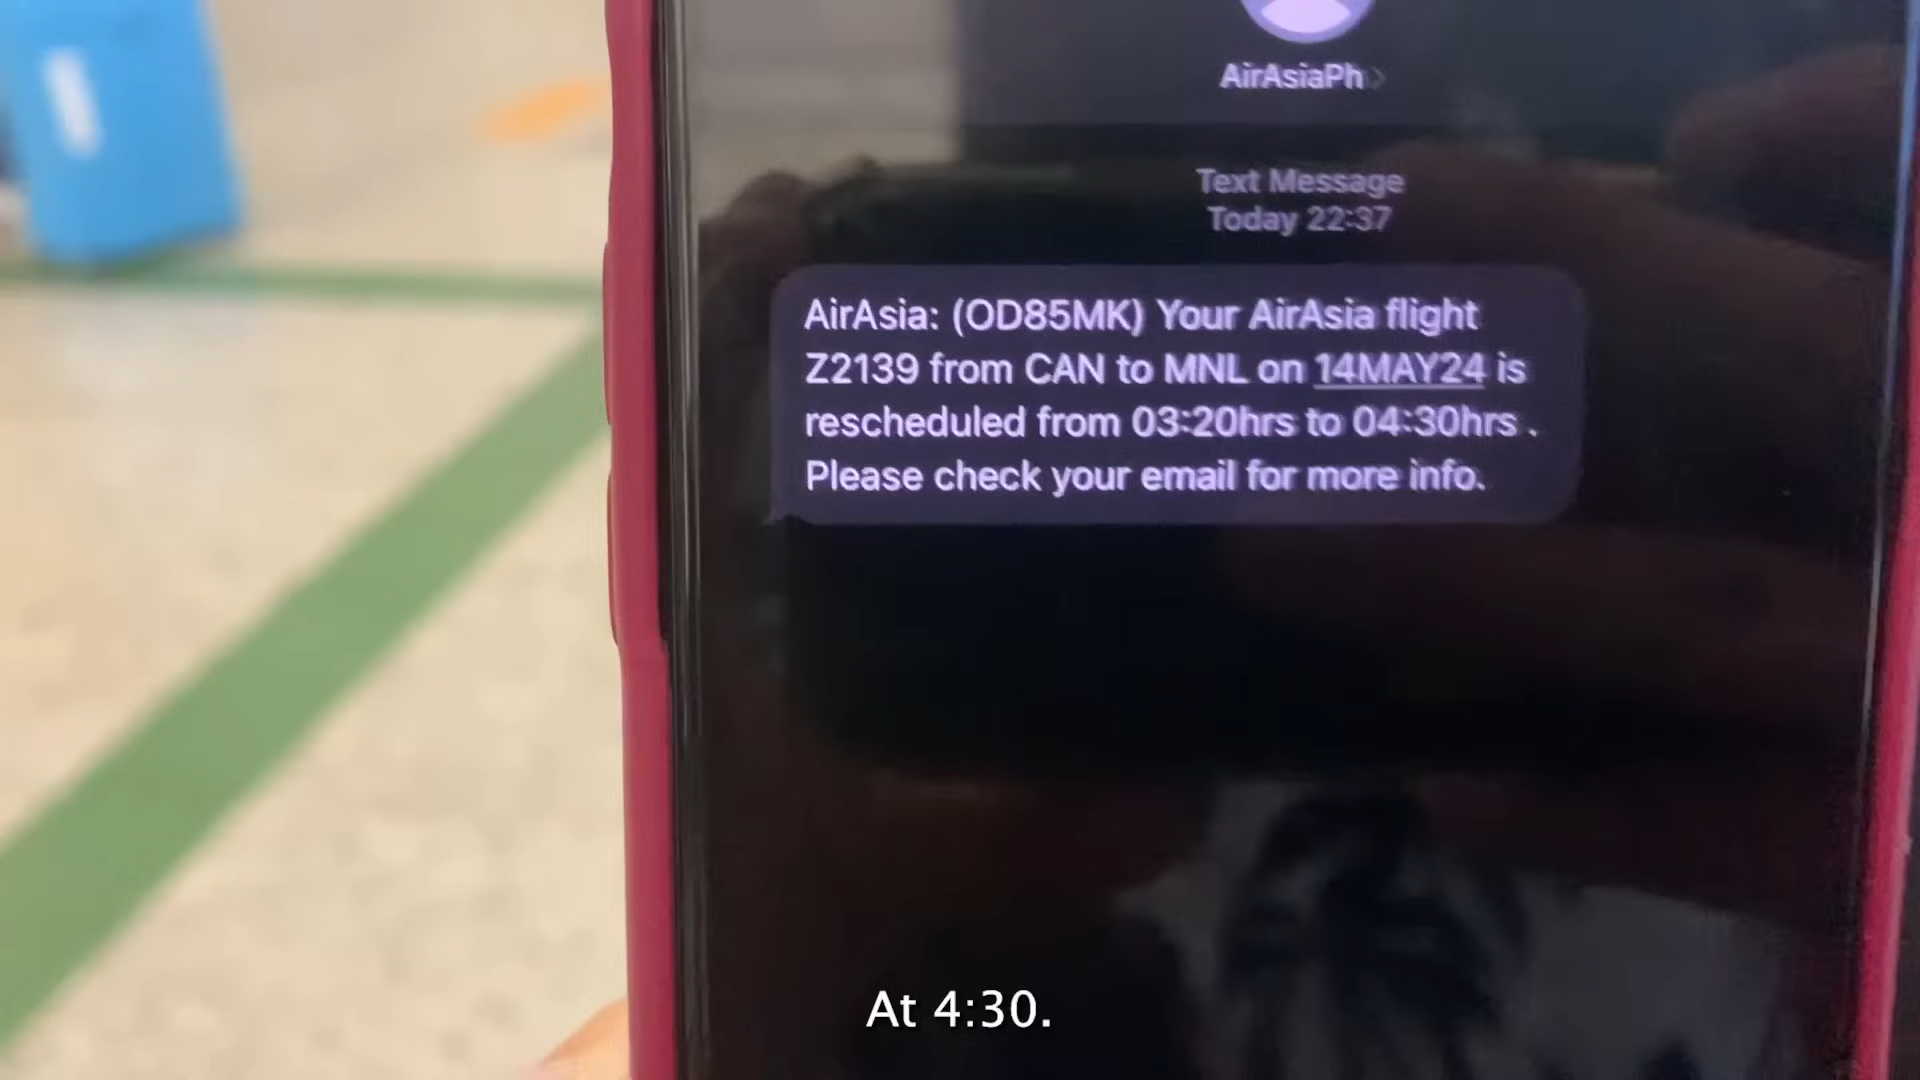 AirAsiaPh
Text Message
Today 22:37
AirAsia: (OD85MK) Your AirAsia flight
Z2139 from CAN to MNL on 14MAY24 is
rescheduled from 03:20hrs to 04:30hrs .
Please check your email for more info.
At 4:30.